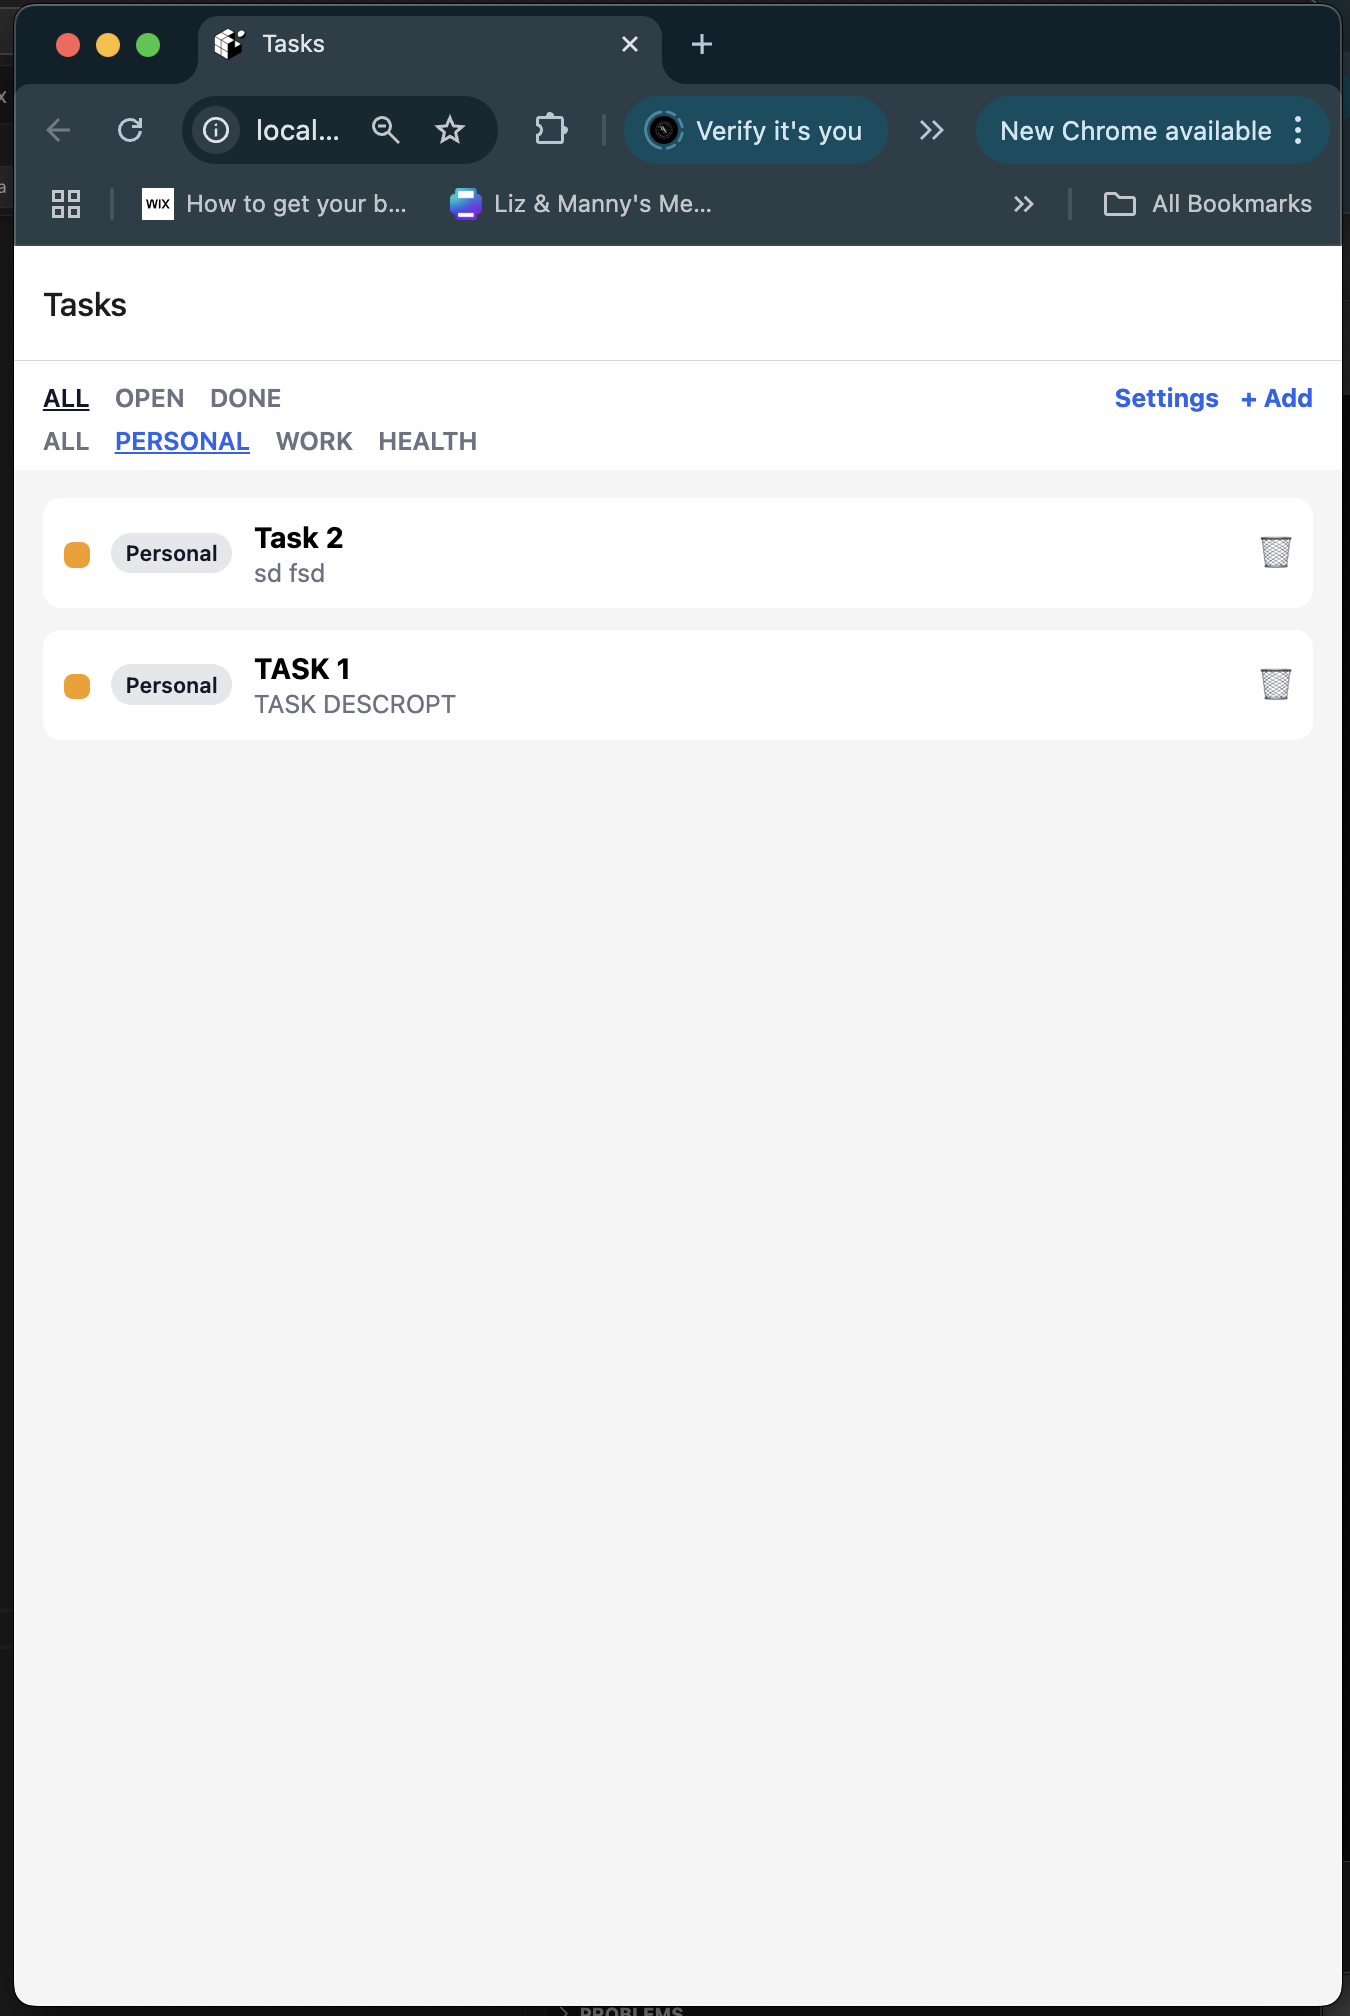 Tasks
local...
Verify it's you
New Chrome available
WIX
How to get your b...
Liz & Manny's Me...
All Bookmarks
Tasks
ALL OPEN DONE
Settings + Add
ALL PERSONAL WORK HEALTH
Personal
Task 2
sd fsd
Personal
TASK 1
TASK DESCROPT
PROBLEMS